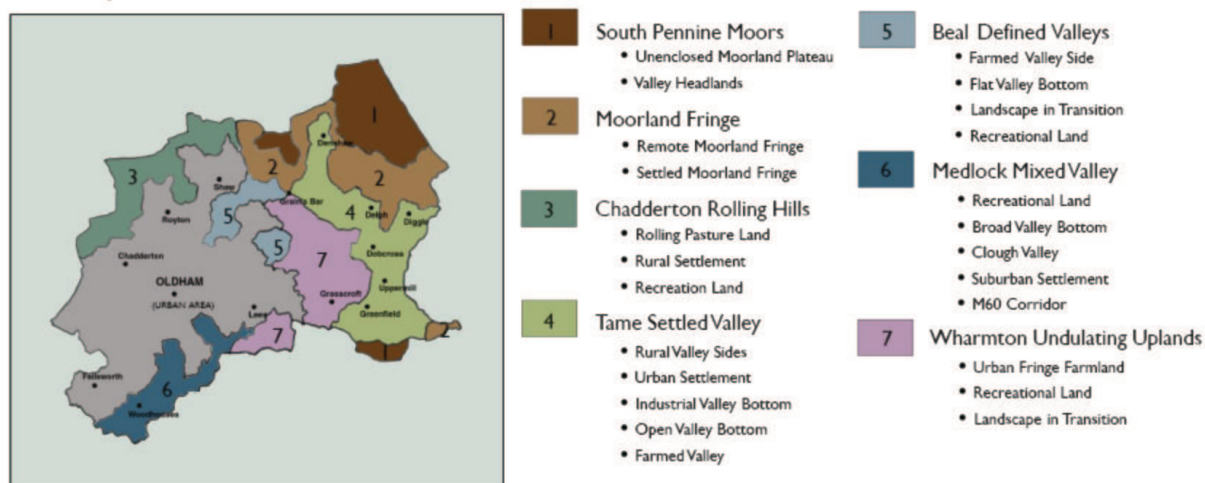 1
2
Denshaw
3
2
2
Shaw
Grain's Bar
4
Delph
Diggle
5
Royton
Dobcross
5
7
Chadderton
OLDHAM
(URBAN AREA)
Uppermill
Grasscroft
Lees
Greenfield
2
7
1
Failsworth
6
Woodhouses
1 South Pennine Moors
• Unenclosed Moorland Plateau
• Valley Headlands
2 Moorland Fringe
• Remote Moorland Fringe
• Settled Moorland Fringe
3 Chadderton Rolling Hills
• Rolling Pasture Land
• Rural Settlement
• Recreation Land
4 Tame Settled Valley
• Rural Valley Sides
• Urban Settlement
• Industrial Valley Bottom
• Open Valley Bottom
• Farmed Valley
5 Beal Defined Valleys
• Farmed Valley Side
• Flat Valley Bottom
• Landscape in Transition
• Recreational Land
6 Medlock Mixed Valley
• Recreational Land
• Broad Valley Bottom
• Clough Valley
• Suburban Settlement
• M60 Corridor
7 Wharmton Undulating Uplands
• Urban Fringe Farmland
• Recreational Land
• Landscape in Transition